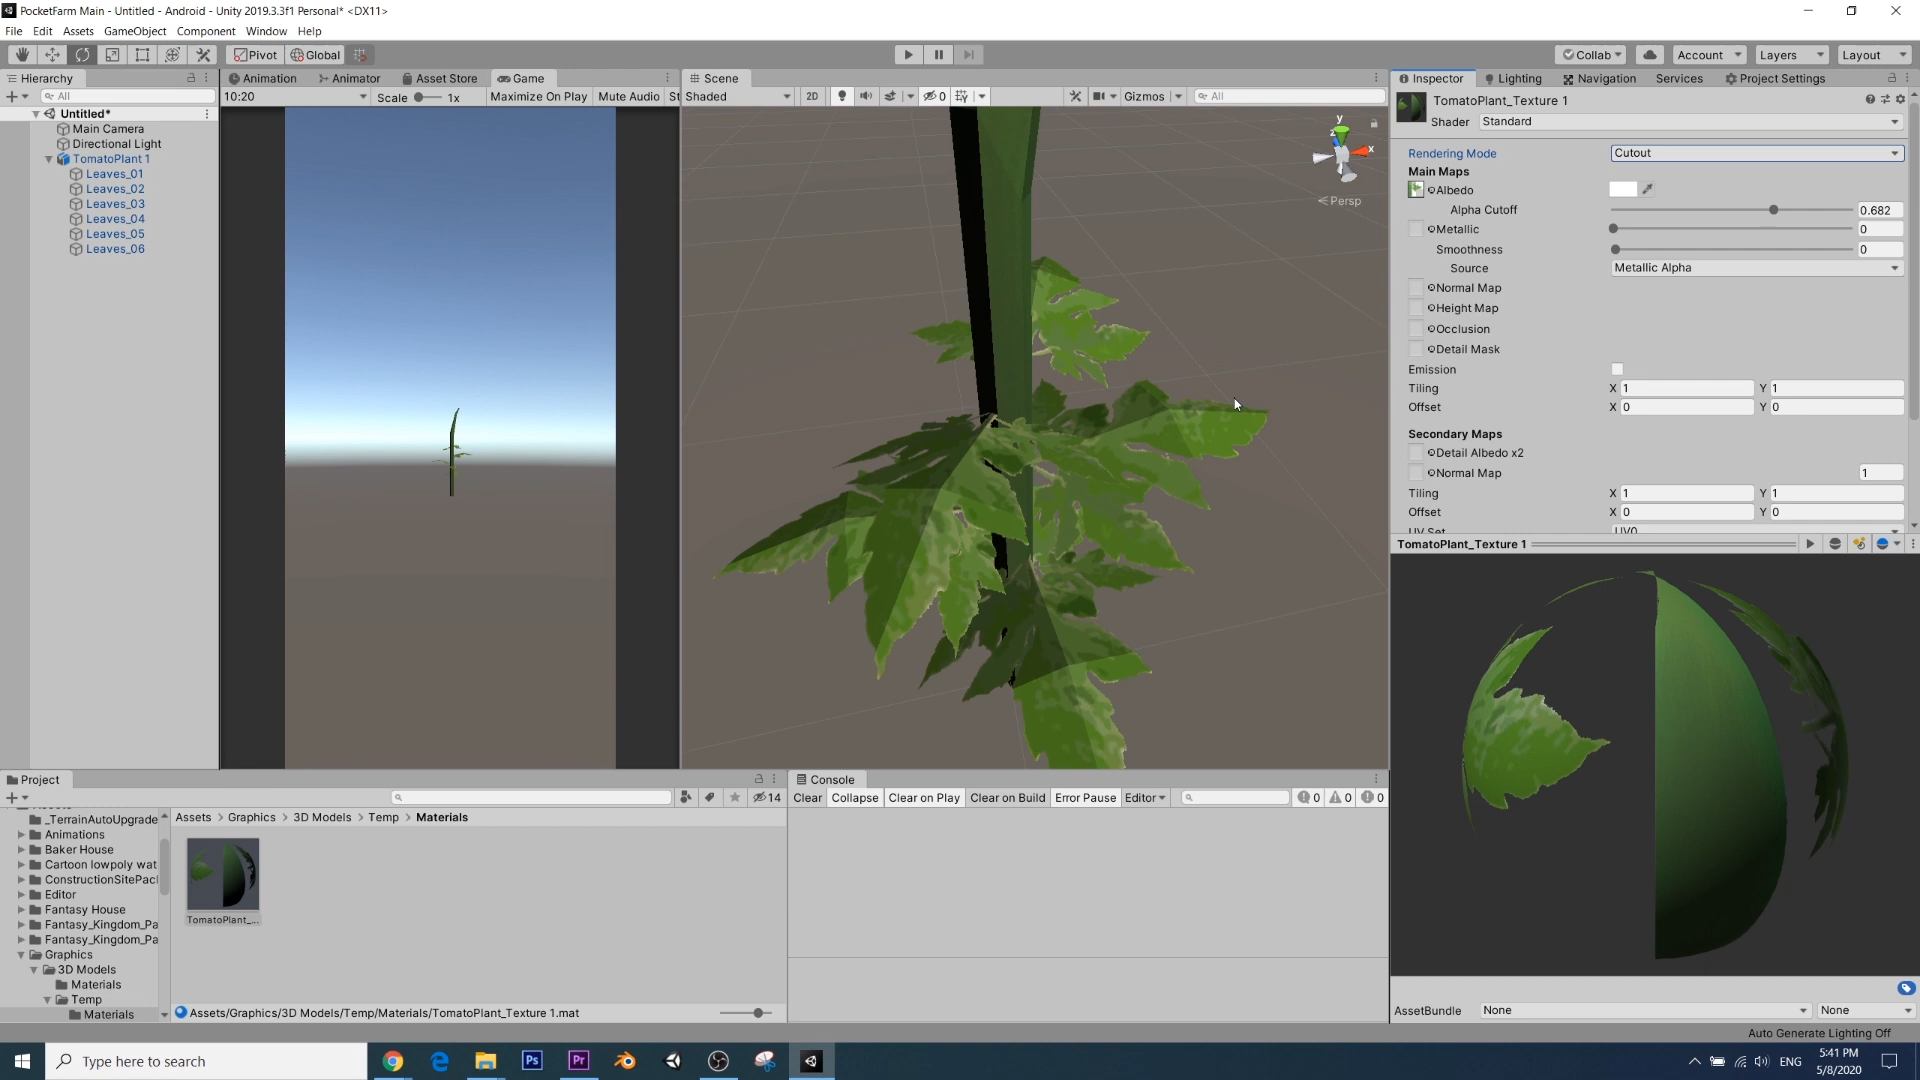 PocketFarm Main - Untitled - Android - Unity 2019.3.3f1 Personal* <DX11>
File Edit Assets GameObject Component Window Help
Pivot Global Collab Account Layers Layout
Hierarchy Animation Animator Asset Store Game Scene Inspector Lighting Navigation Services Project Settings
All 10:20 Scale 1x Maximize On Play Mute Audio St Shaded 2D 0 Gizmos All
TomatoPlant_Texture 1
Shader Standard
Untitled*
Main Camera
Directional Light
TomatoPlant 1
Leaves_01
Leaves_02
Leaves_03
Leaves_04
Leaves_05
Leaves_06
y
z
x
Persp
Rendering Mode Cutout
Main Maps
Albedo
Alpha Cutoff 0.682
Metallic 0
Smoothness 0
Source Metallic Alpha
Normal Map
Height Map
Occlusion
Detail Mask
Emission
Tiling X 1 Y 1
Offset X 0 Y 0
Secondary Maps
Detail Albedo x2
Normal Map 1
Tiling X 1 Y 1
Offset X 0 Y 0
UV Set UV0
TomatoPlant_Texture 1
Project
14
_TerrainAutoUpgrade
Animations
Baker House
Cartoon lowpoly wat
ConstructionSitePacl
Editor
Fantasy House
Fantasy_Kingdom_Pa
Fantasy_Kingdom_Pa
Graphics
3D Models
Materials
Temp
Materials
Assets > Graphics > 3D Models > Temp > Materials
TomatoPlant_...
Assets/Graphics/3D Models/Temp/Materials/TomatoPlant_Texture 1.mat
Console
Clear Collapse Clear on Play Clear on Build Error Pause Editor 0 0 0
AssetBundle None None
Auto Generate Lighting Off
Type here to search
Ps
Pr
ENG
5:41 PM
5/8/2020